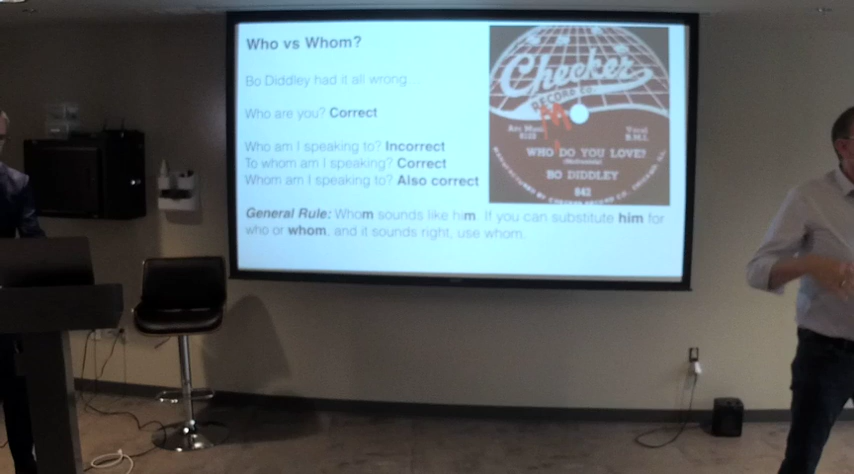 Who vs Whom?
Bo Diddley had it all wrong.
Who are you? Correct
Who am I speaking to? Incorrect
To whom am I speaking? Correct
Whom am I speaking to? Also correct
General Rule: Whom sounds like him. If you can substitute him for
who or whom, and it sounds right, use whom.
Checker
RECORD CO.
M
Arc Music
Vocal
B.M.I.
WHO DO YOU LOVE?
BO DIDDLEY
842